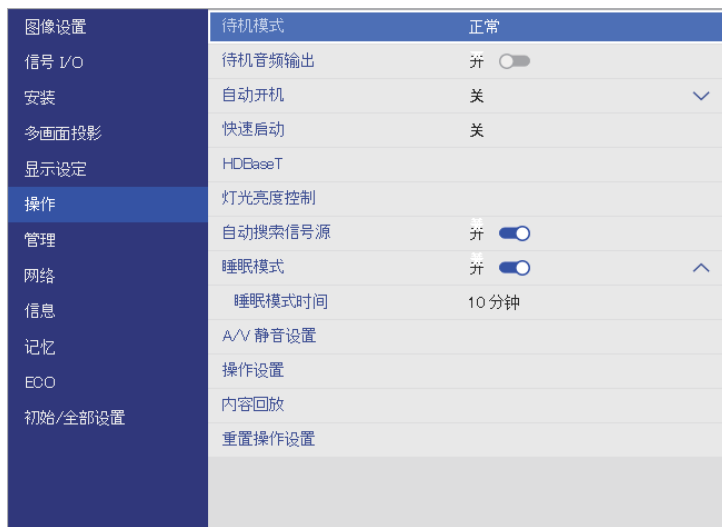 图像设置
信号 I/O
安装
多画面投影
显示设定
操作
管理
网络
信息
记忆
ECO
初始/全部设置
待机模式 正常
待机音频输出 开
自动开机 关
快速启动 关
HDBaseT
灯光亮度控制
自动搜索信号源 开
睡眠模式 开
睡眠模式时间 10 分钟
A/V 静音设置
操作设置
内容回放
重置操作设置